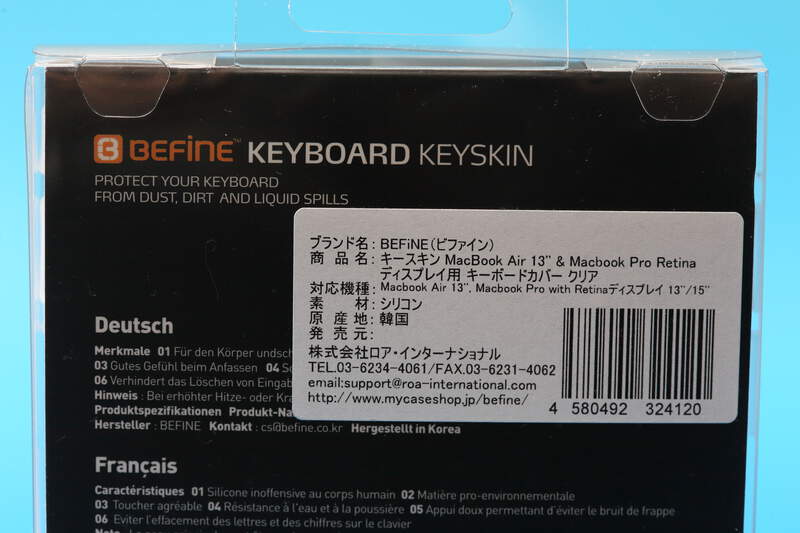 BEFiNE™ KEYBOARD KEYSKIN
PROTECT YOUR KEYBOARD
FROM DUST, DIRT AND LIQUID SPILLS
ブランド名：BEFiNE（ビファイン）
商品名：キースキン MacBook Air 13" & Macbook Pro Retina
ディスプレイ用 キーボードカバー クリア
対応機種：Macbook Air 13", Macbook Pro with Retinaディスプレイ 13"/15"
素材：シリコン
原産地：韓国
発売元：
株式会社ロア・インターナショナル
TEL.03-6234-4061/FAX.03-6231-4062
email:support@roa-international.com
http://www.mycaseshop.jp/befine/
4 580492 324120
Deutsch
Merkmale 01 Für den Körper
03 Gutes Gefühl beim Anfassen 04
06 Verhindert das Löschen von
Hinweis : Bei erhöhter Hitze- oder
Produktspezifikationen
Hersteller : BEFINE Kontakt : cs@befine.co.kr Hergestellt in Korea
Français
Caractéristiques 01 Silicone inoffensive au corps humain 02 Matière pro-environnementale
03 Toucher agréable 04 Résistance à l'eau et à la poussière 05 Appui doux permettant d'éviter le bruit de frappe
06 Eviter l'effacement des lettres et des chiffres sur le clavier